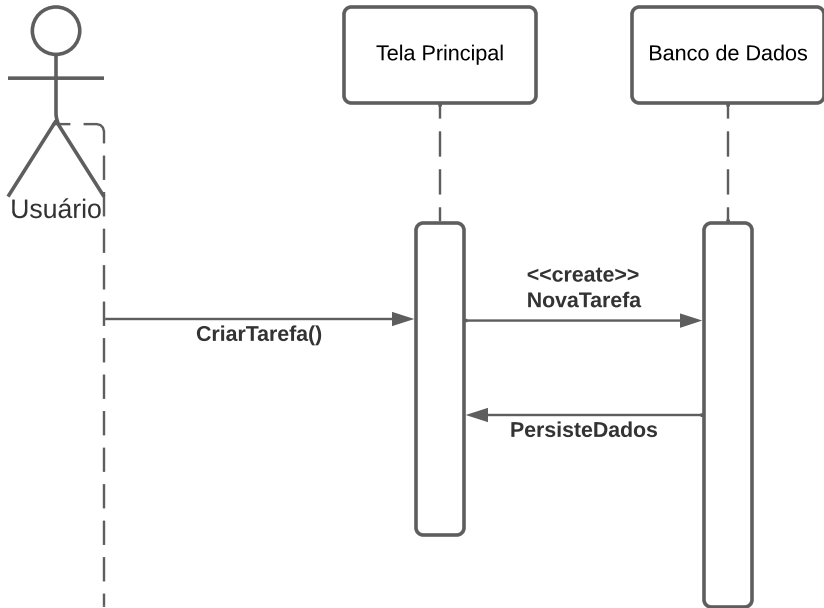 Tela Principal
Banco de Dados
Usuário
<<create>>
NovaTarefa
CriarTarefa()
PersisteDados